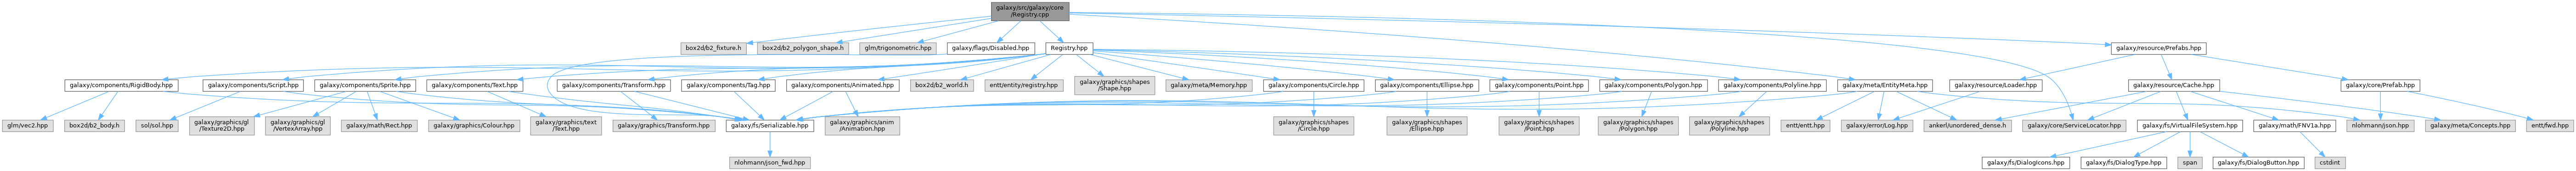 galaxy/src/galaxy/core
/Registry.cpp
box2d/b2_fixture.h
box2d/b2_polygon_shape.h
glm/trigonometric.hpp
galaxy/flags/Disabled.hpp
Registry.hpp
galaxy/resource/Prefabs.hpp
galaxy/components/RigidBody.hpp
galaxy/components/Script.hpp
galaxy/components/Sprite.hpp
galaxy/components/Text.hpp
galaxy/components/Transform.hpp
galaxy/components/Tag.hpp
galaxy/components/Animated.hpp
box2d/b2_world.h
entt/entity/registry.hpp
galaxy/graphics/shapes
/Shape.hpp
galaxy/meta/Memory.hpp
galaxy/components/Circle.hpp
galaxy/components/Ellipse.hpp
galaxy/components/Point.hpp
galaxy/components/Polygon.hpp
galaxy/components/Polyline.hpp
galaxy/meta/EntityMeta.hpp
galaxy/resource/Loader.hpp
galaxy/resource/Cache.hpp
galaxy/core/Prefab.hpp
glm/vec2.hpp
box2d/b2_body.h
sol/sol.hpp
galaxy/graphics/gl
/Texture2D.hpp
galaxy/graphics/gl
/VertexArray.hpp
galaxy/math/Rect.hpp
galaxy/graphics/Colour.hpp
galaxy/graphics/text
/Text.hpp
galaxy/graphics/Transform.hpp
galaxy/fs/Serializable.hpp
galaxy/graphics/anim
/Animation.hpp
galaxy/graphics/shapes
/Circle.hpp
galaxy/graphics/shapes
/Ellipse.hpp
galaxy/graphics/shapes
/Point.hpp
galaxy/graphics/shapes
/Polygon.hpp
galaxy/graphics/shapes
/Polyline.hpp
entt/entt.hpp
galaxy/error/Log.hpp
ankerl/unordered_dense.h
galaxy/core/ServiceLocator.hpp
galaxy/fs/VirtualFileSystem.hpp
galaxy/math/FNV1a.hpp
nlohmann/json.hpp
galaxy/meta/Concepts.hpp
entt/fwd.hpp
nlohmann/json_fwd.hpp
galaxy/fs/DialogIcons.hpp
galaxy/fs/DialogType.hpp
span
galaxy/fs/DialogButton.hpp
cstdint